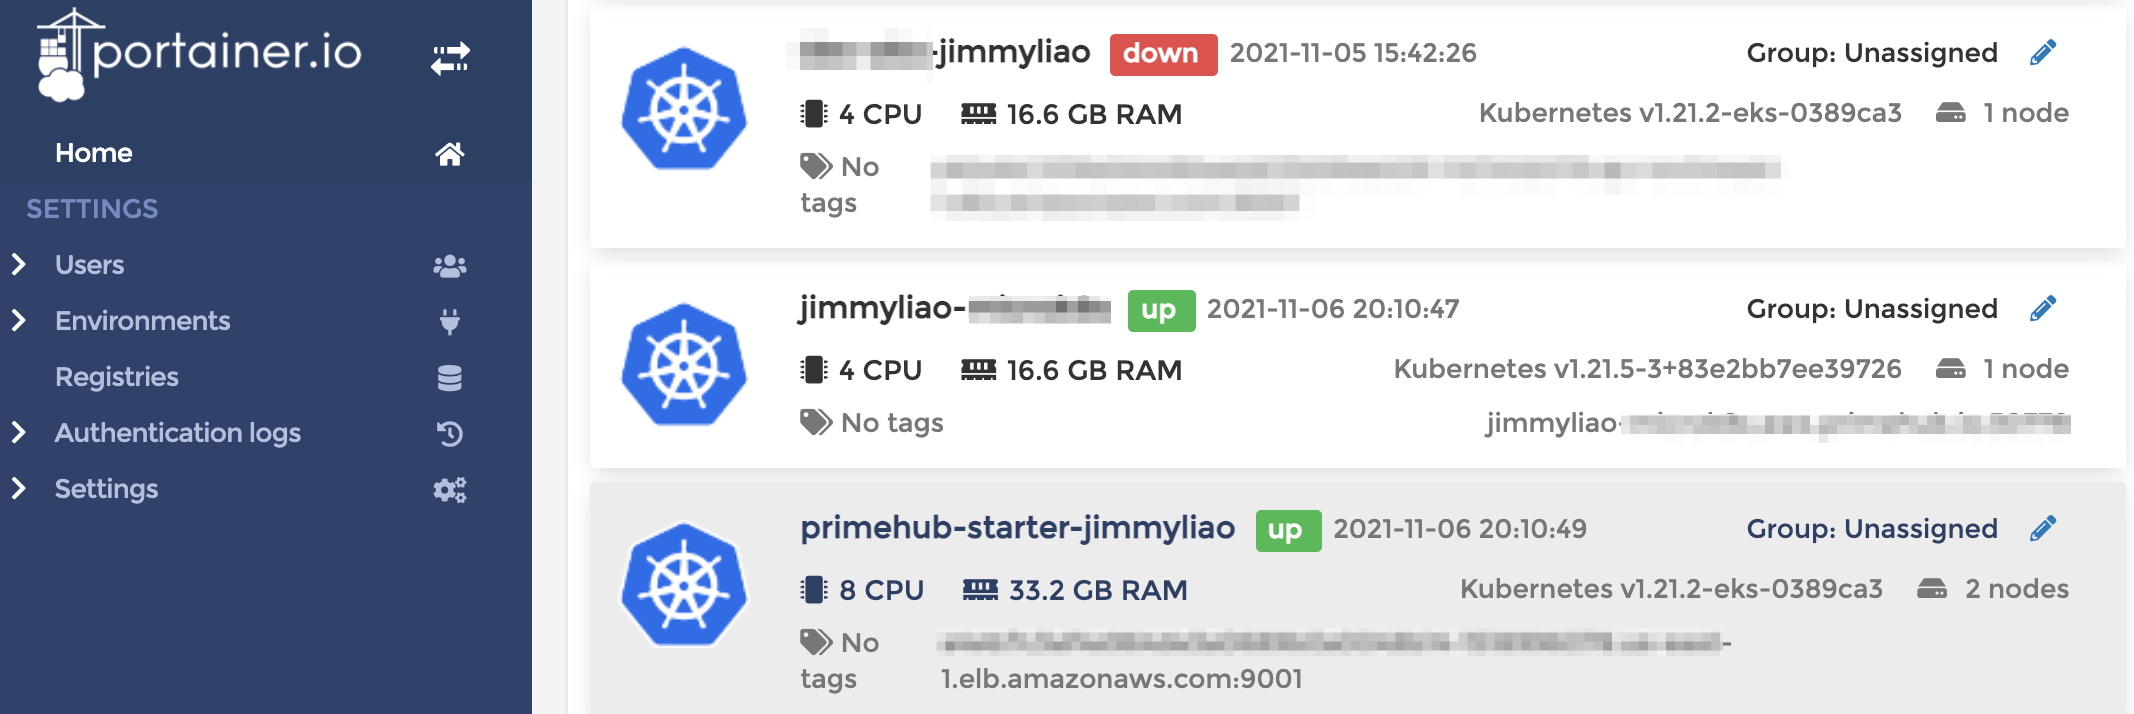 portainer.io
Home
SETTINGS
Users
Environments
Registries
Authentication logs
Settings
-jimmyliao down 2021-11-05 15:42:26 Group: Unassigned
4 CPU 16.6 GB RAM Kubernetes v1.21.2-eks-0389ca3 1 node
No
tags
jimmyliao- up 2021-11-06 20:10:47 Group: Unassigned
4 CPU 16.6 GB RAM Kubernetes v1.21.5-3+83e2bb7ee39726 1 node
No tags jimmyliao-
primehub-starter-jimmyliao up 2021-11-06 20:10:49 Group: Unassigned
8 CPU 33.2 GB RAM Kubernetes v1.21.2-eks-0389ca3 2 nodes
No -
tags 1.elb.amazonaws.com:9001